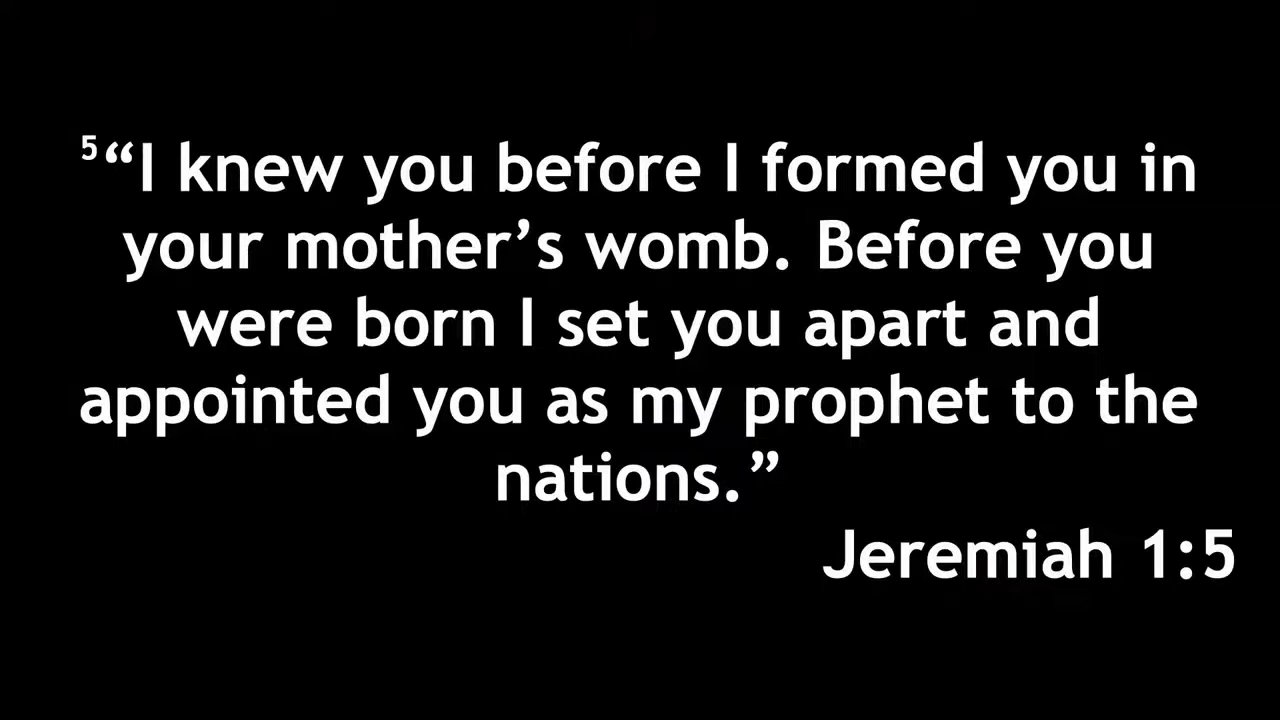 ⁵“I knew you before I formed you in
your mother’s womb. Before you
were born I set you apart and
appointed you as my prophet to the
nations.”
Jeremiah 1:5